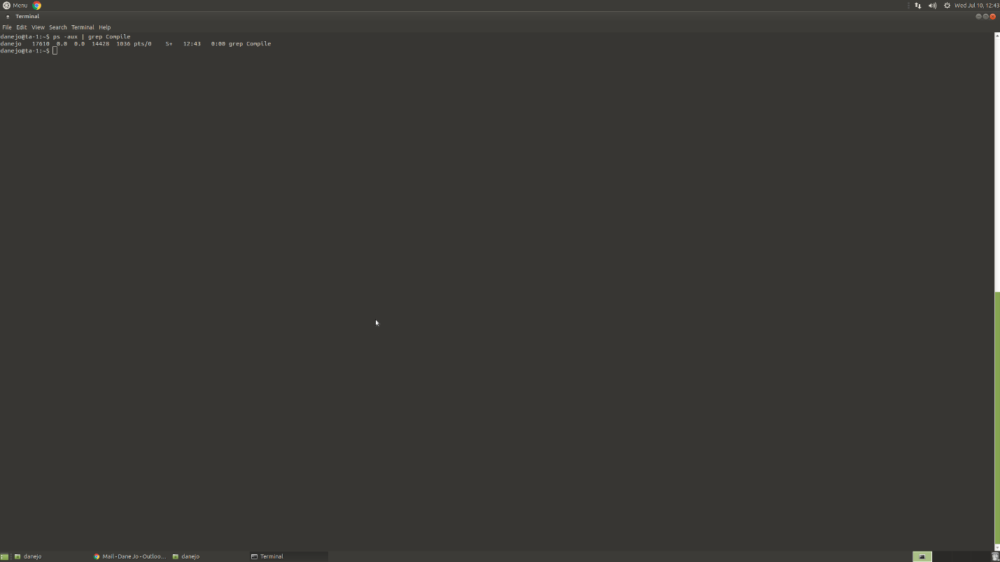 Menu Wed Jul 10, 12:43
Terminal
File Edit View Search Terminal Help
danejo@ta-1:~$ ps -aux | grep Compile
danejo 17610 0.0 0.0 14428 1036 pts/0 S+ 12:43 0:00 grep Compile
danejo@ta-1:~$
danejo Mail - Dane Jo - Outloo... danejo Terminal